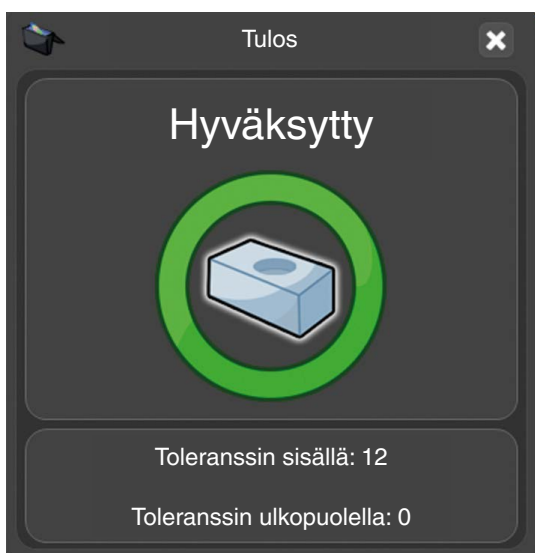 Tulos
Hyväksytty
Toleranssin sisällä: 12
Toleranssin ulkopuolella: 0